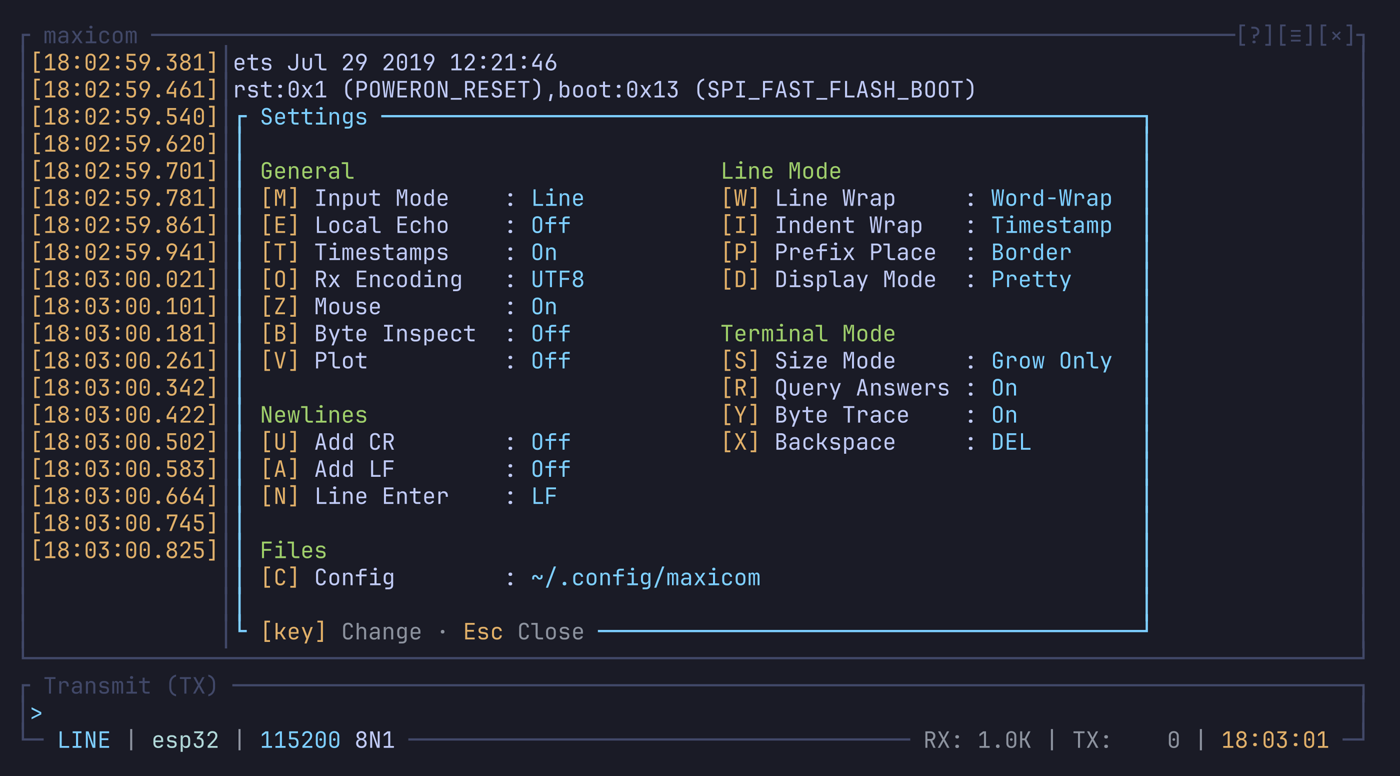 maxicom [?][≡][×]
[18:02:59.381] ets Jul 29 2019 12:21:46
[18:02:59.461] rst:0x1 (POWERON_RESET),boot:0x13 (SPI_FAST_FLASH_BOOT)
[18:02:59.540] Settings
[18:02:59.620]
[18:02:59.701] General Line Mode
[18:02:59.781] [M] Input Mode : Line [W] Line Wrap : Word-Wrap
[18:02:59.861] [E] Local Echo : Off [I] Indent Wrap : Timestamp
[18:02:59.941] [T] Timestamps : On [P] Prefix Place : Border
[18:03:00.021] [O] Rx Encoding : UTF8 [D] Display Mode : Pretty
[18:03:00.101] [Z] Mouse : On
[18:03:00.181] [B] Byte Inspect : Off Terminal Mode
[18:03:00.261] [V] Plot : Off [S] Size Mode : Grow Only
[18:03:00.342] [R] Query Answers : On
[18:03:00.422] Newlines [Y] Byte Trace : On
[18:03:00.502] [U] Add CR : Off [X] Backspace : DEL
[18:03:00.583] [A] Add LF : Off
[18:03:00.664] [N] Line Enter : LF
[18:03:00.745]
[18:03:00.825] Files
[C] Config : ~/.config/maxicom
[key] Change · Esc Close
Transmit (TX)
>
LINE | esp32 | 115200 8N1 RX: 1.0K | TX: 0 | 18:03:01